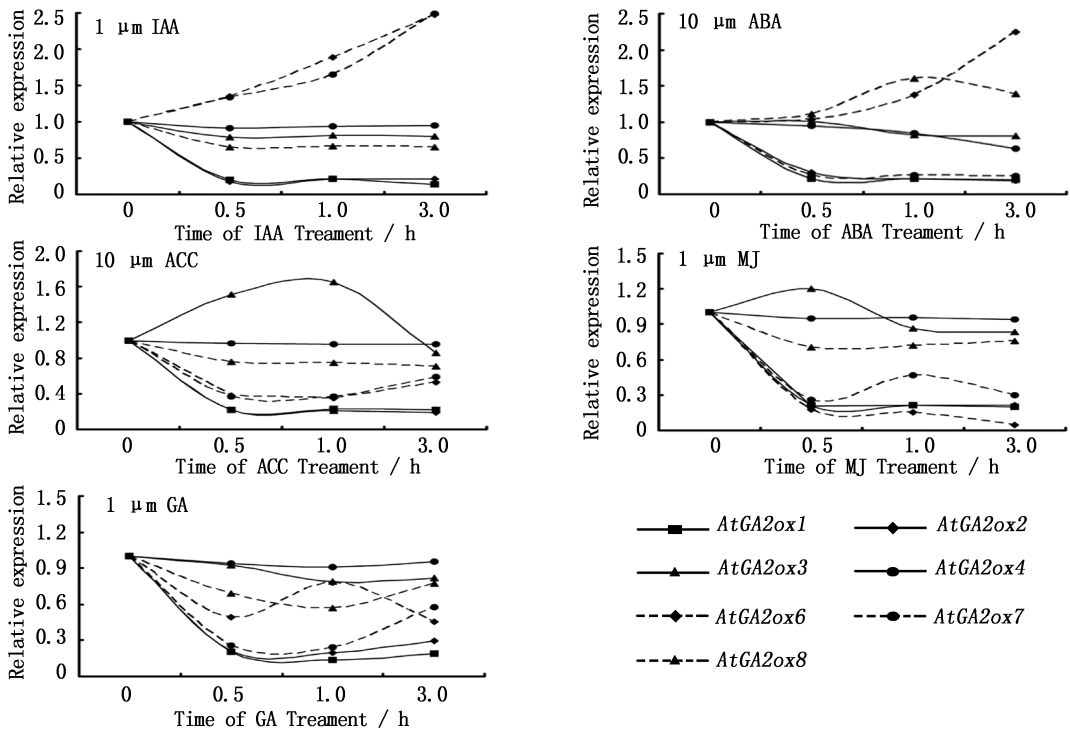 1 μm IAA
Relative expression
2.5
2.0
1.5
1.0
0.5
0
0 0.5 1.0 3.0
Time of IAA Treament / h
10 μm ABA
Relative expression
2.5
2.0
1.5
1.0
0.5
0
0 0.5 1.0 3.0
Time of ABA Treament / h
10 μm ACC
Relative expression
2.0
1.6
1.2
0.8
0.4
0
0 0.5 1.0 3.0
Time of ACC Treament / h
1 μm MJ
Relative expression
1.5
1.2
0.9
0.6
0.3
0
0 0.5 1.0 3.0
Time of MJ Treament / h
1 μm GA
Relative expression
1.5
1.2
0.9
0.6
0.3
0
0 0.5 1.0 3.0
Time of GA Treament / h
AtGA2ox1 AtGA2ox2
AtGA2ox3 AtGA2ox4
AtGA2ox6 AtGA2ox7
AtGA2ox8